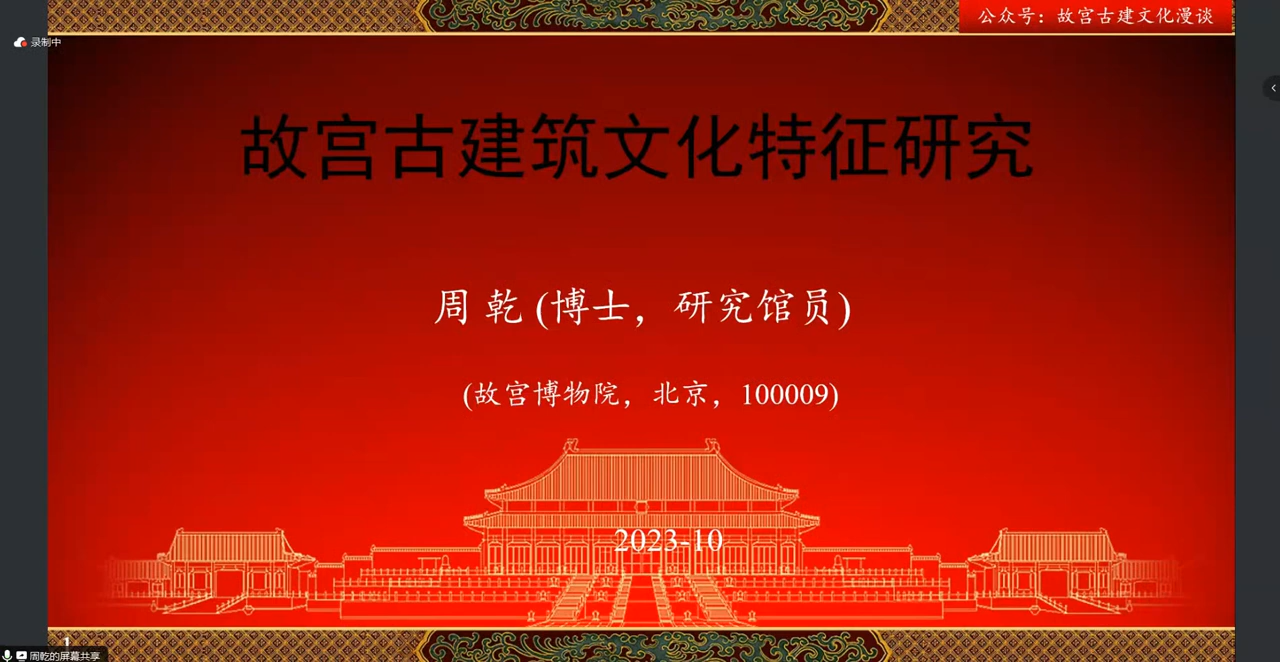 公众号：故宫古建文化漫谈
录制中
故宫古建筑文化特征研究
周 乾 (博士，研究馆员)
(故宫博物院，北京，100009)
2023-10
1
周乾的屏幕共享